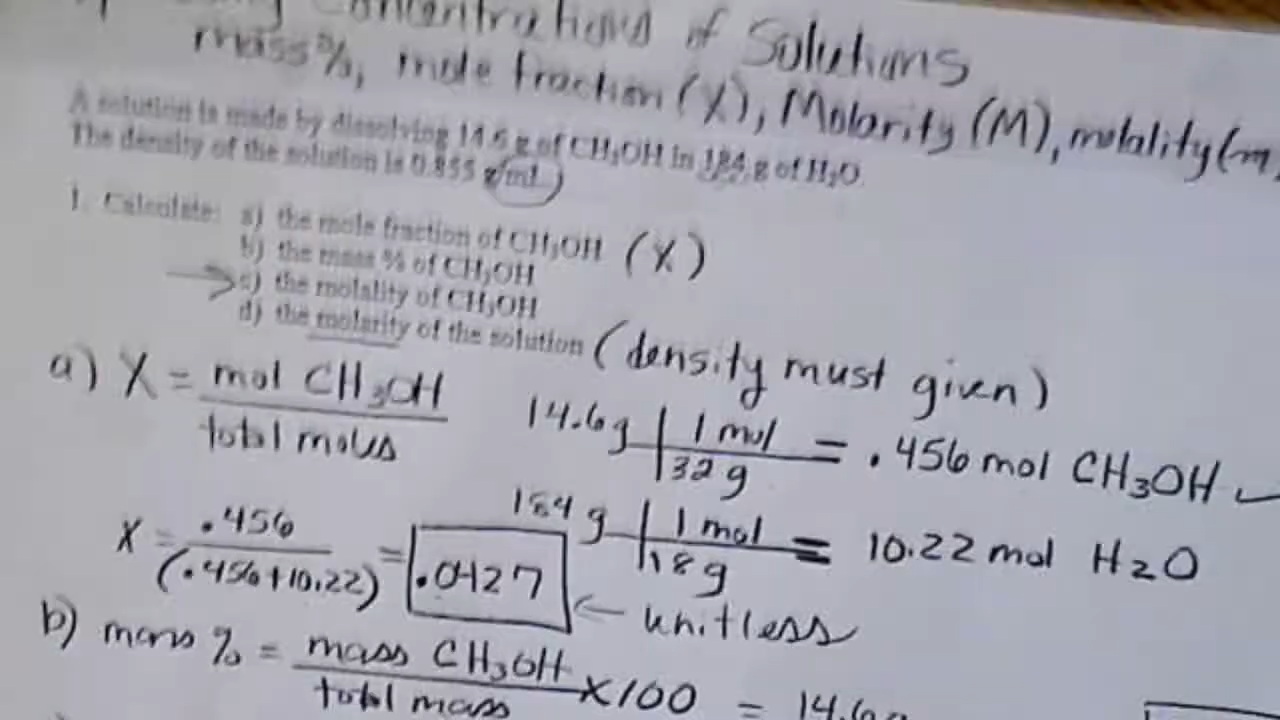 Concentrations of Solutions
mass %, mole fraction (X), Molarity (M), molality (m
A solution is made by dissolving 14.6 g of CH₃OH in 184 g of H₂O.
The density of the solution is 0.855 g/mL.)
1. Calculate: a) the mole fraction of CH₃OH (X)
b) the mass % of CH₃OH
c) the molality of CH₃OH
d) the molarity of the solution (density must given)
a) X = mol CH₃OH / total moles
14.6g | 1 mol / 32 g = .456 mol CH₃OH ✓
184 g | 1 mol / 18 g = 10.22 mol H₂O
X = .456 / (.456+10.22) = .0427 ← unitless
b) mass % = mass CH₃OH / total mass ×100 = 14.6g